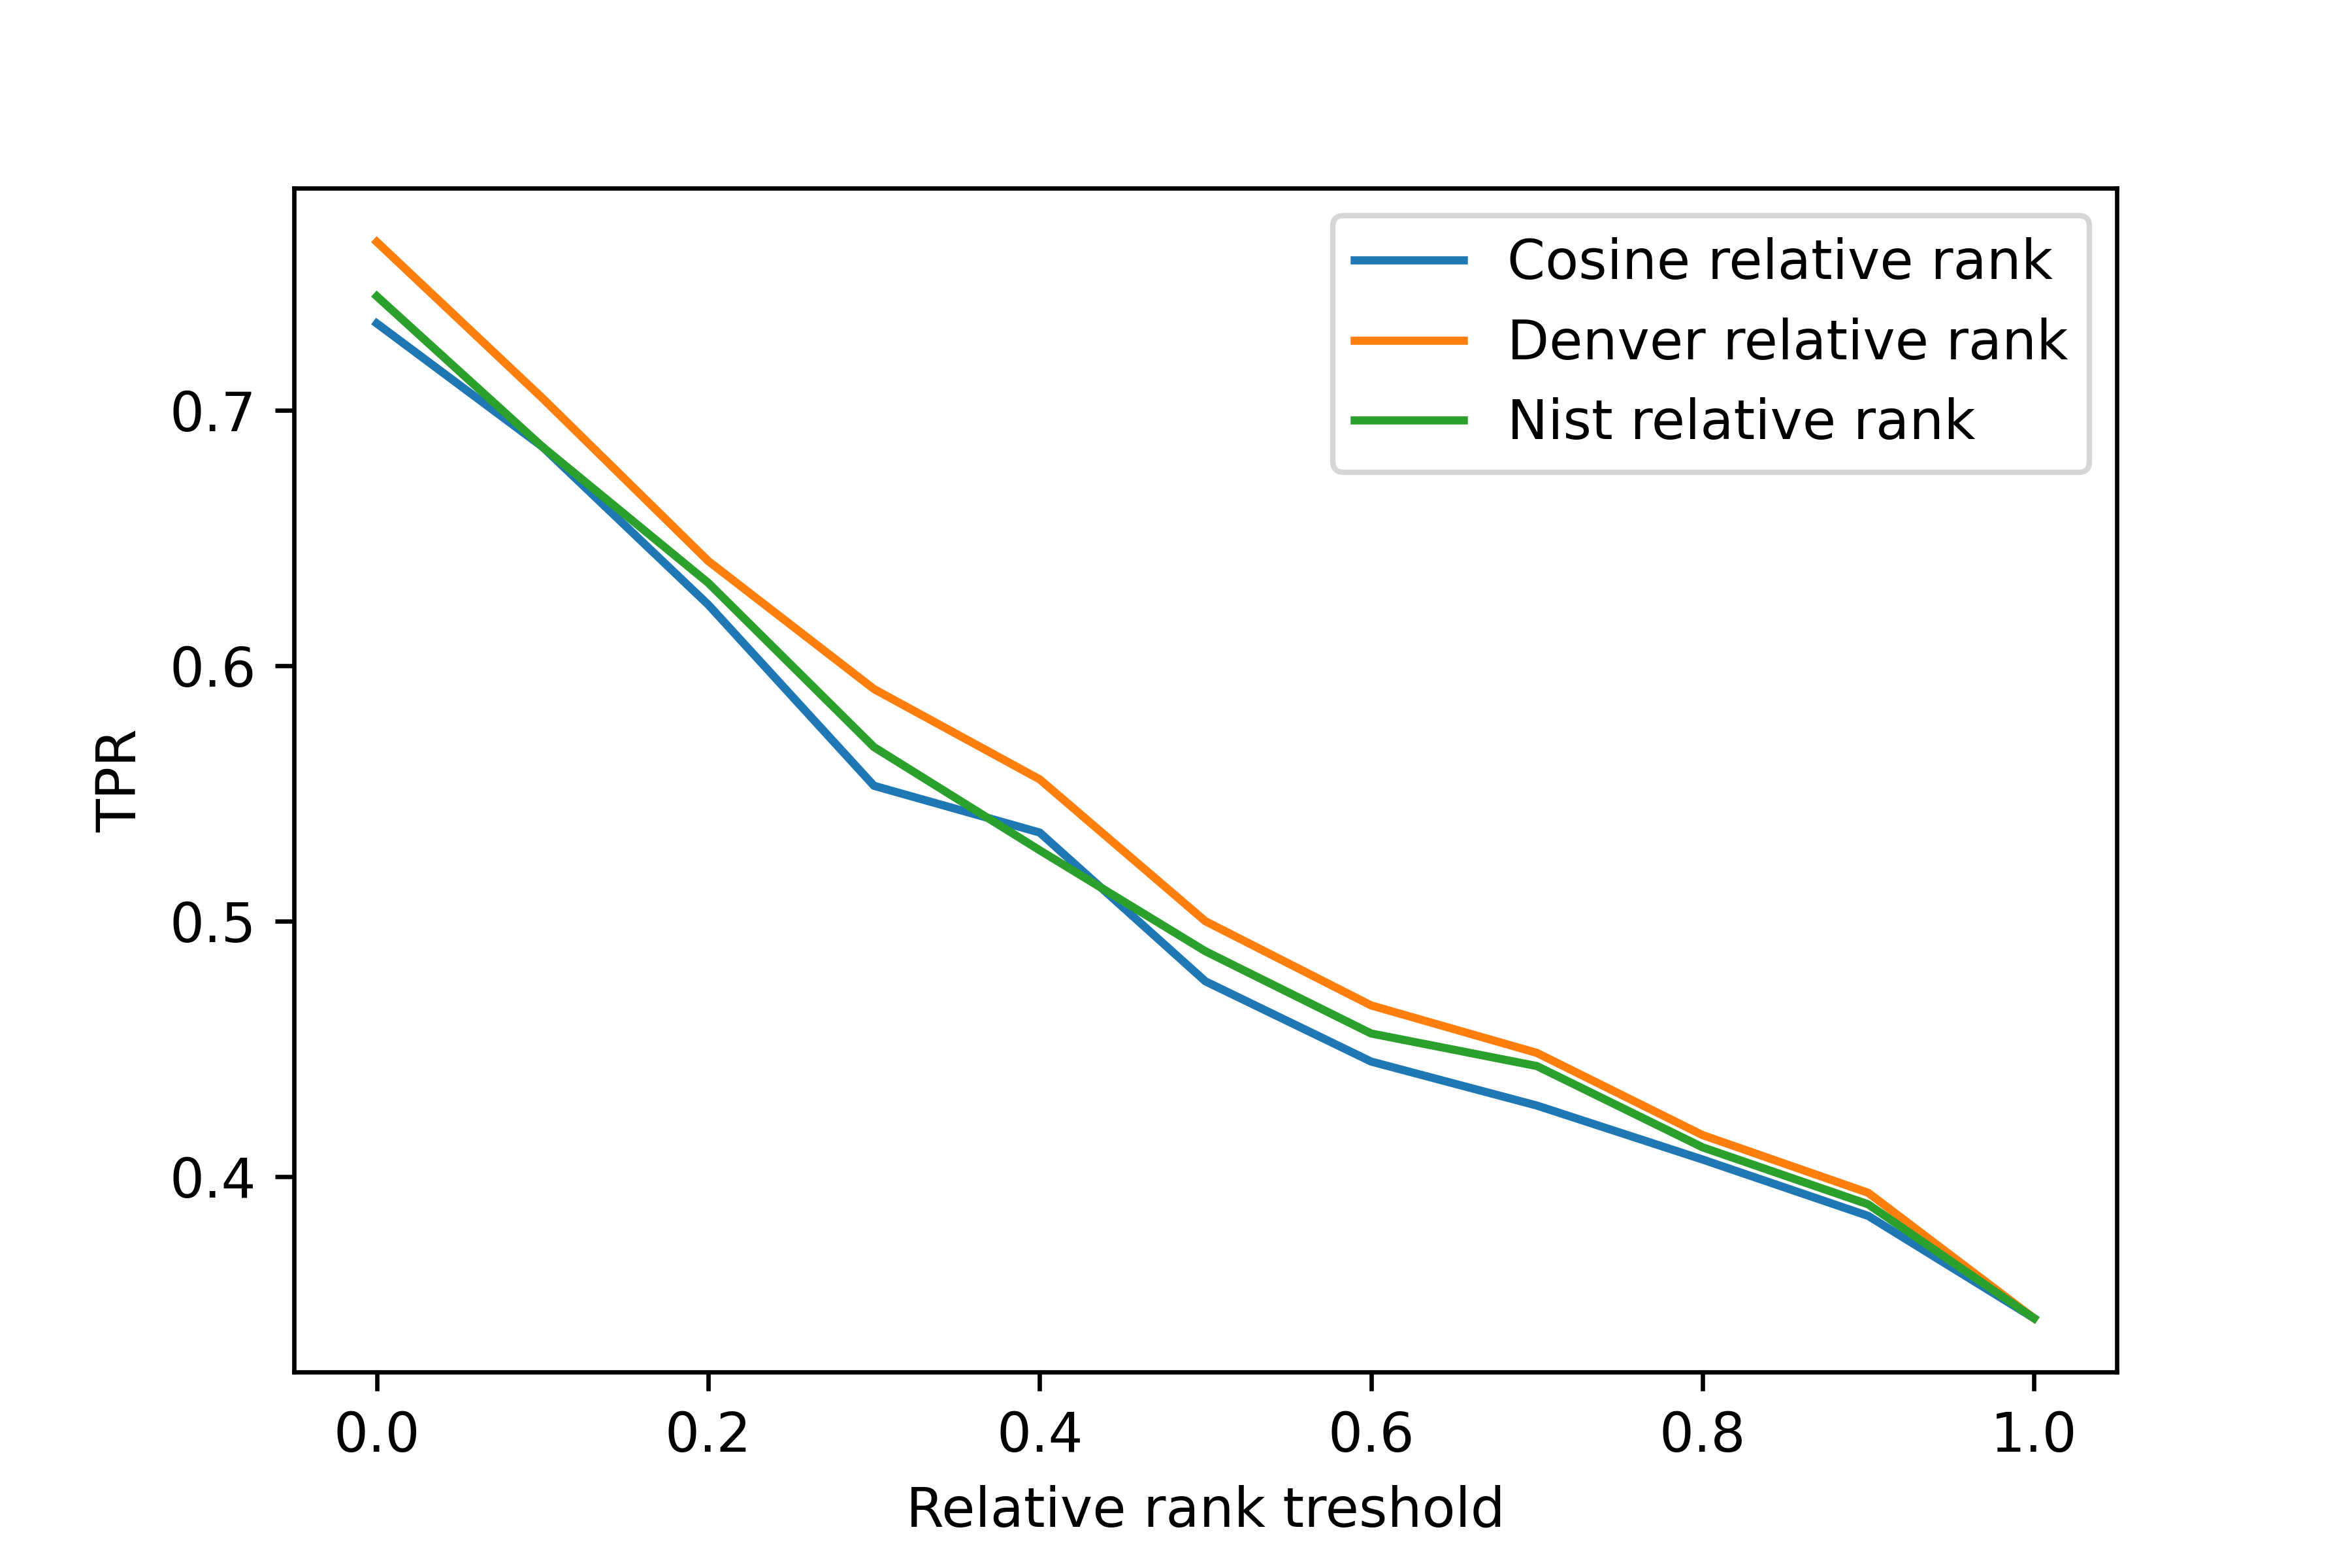 Cosine relative rank
Denver relative rank
Nist relative rank
0.7
0.6
0.5
0.4
TPR
0.0 0.2 0.4 0.6 0.8 1.0
Relative rank treshold